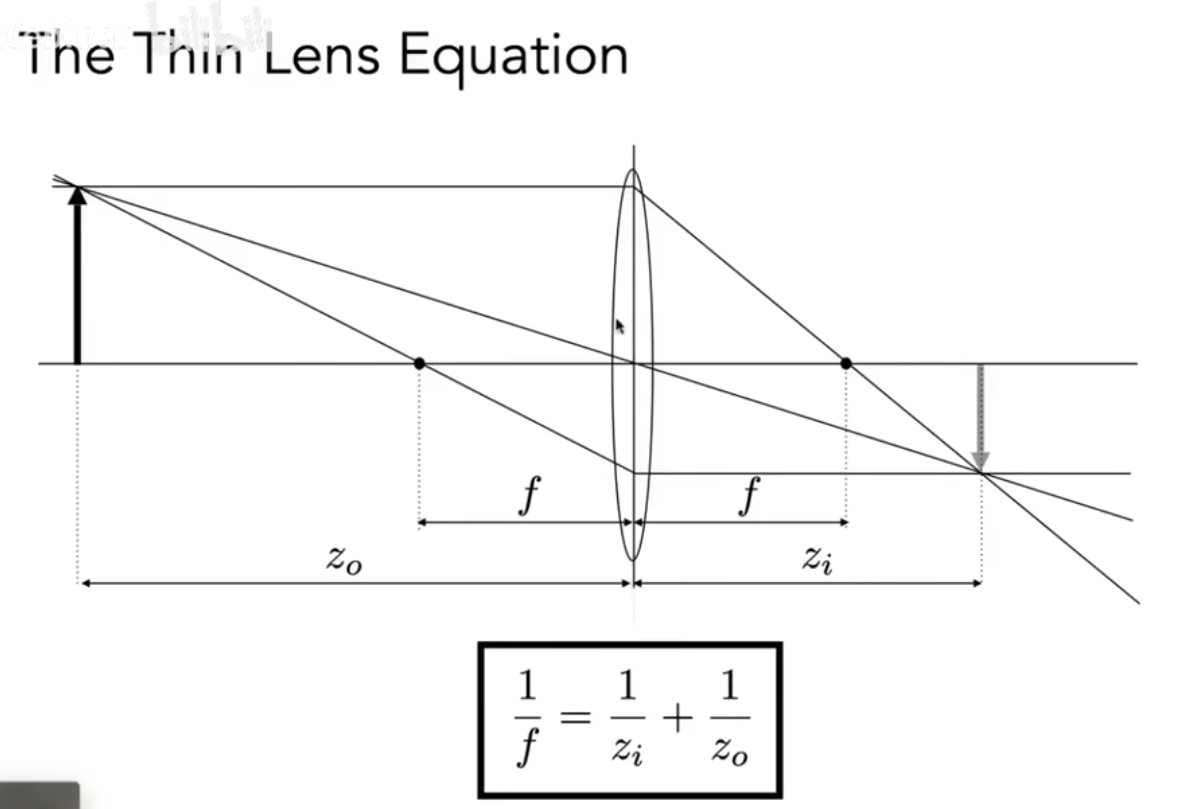 The Thin Lens Equation
f f
z_o z_i
1/f = 1/z_i + 1/z_o